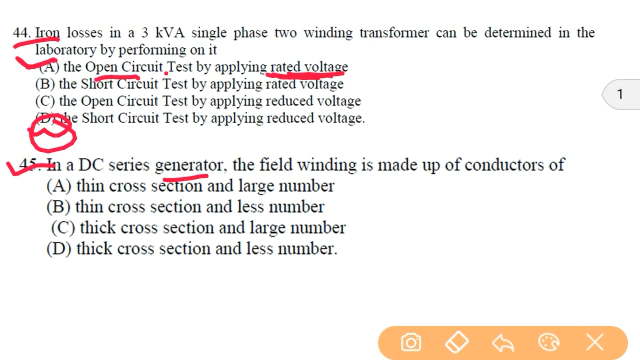 44. Iron losses in a 3 kVA single phase two winding transformer can be determined in the
laboratory by performing on it
(A) the Open Circuit Test by applying rated voltage
(B) the Short Circuit Test by applying rated voltage
(C) the Open Circuit Test by applying reduced voltage
(D) the Short Circuit Test by applying reduced voltage.
1
45. In a DC series generator, the field winding is made up of conductors of
(A) thin cross section and large number
(B) thin cross section and less number
(C) thick cross section and large number
(D) thick cross section and less number.